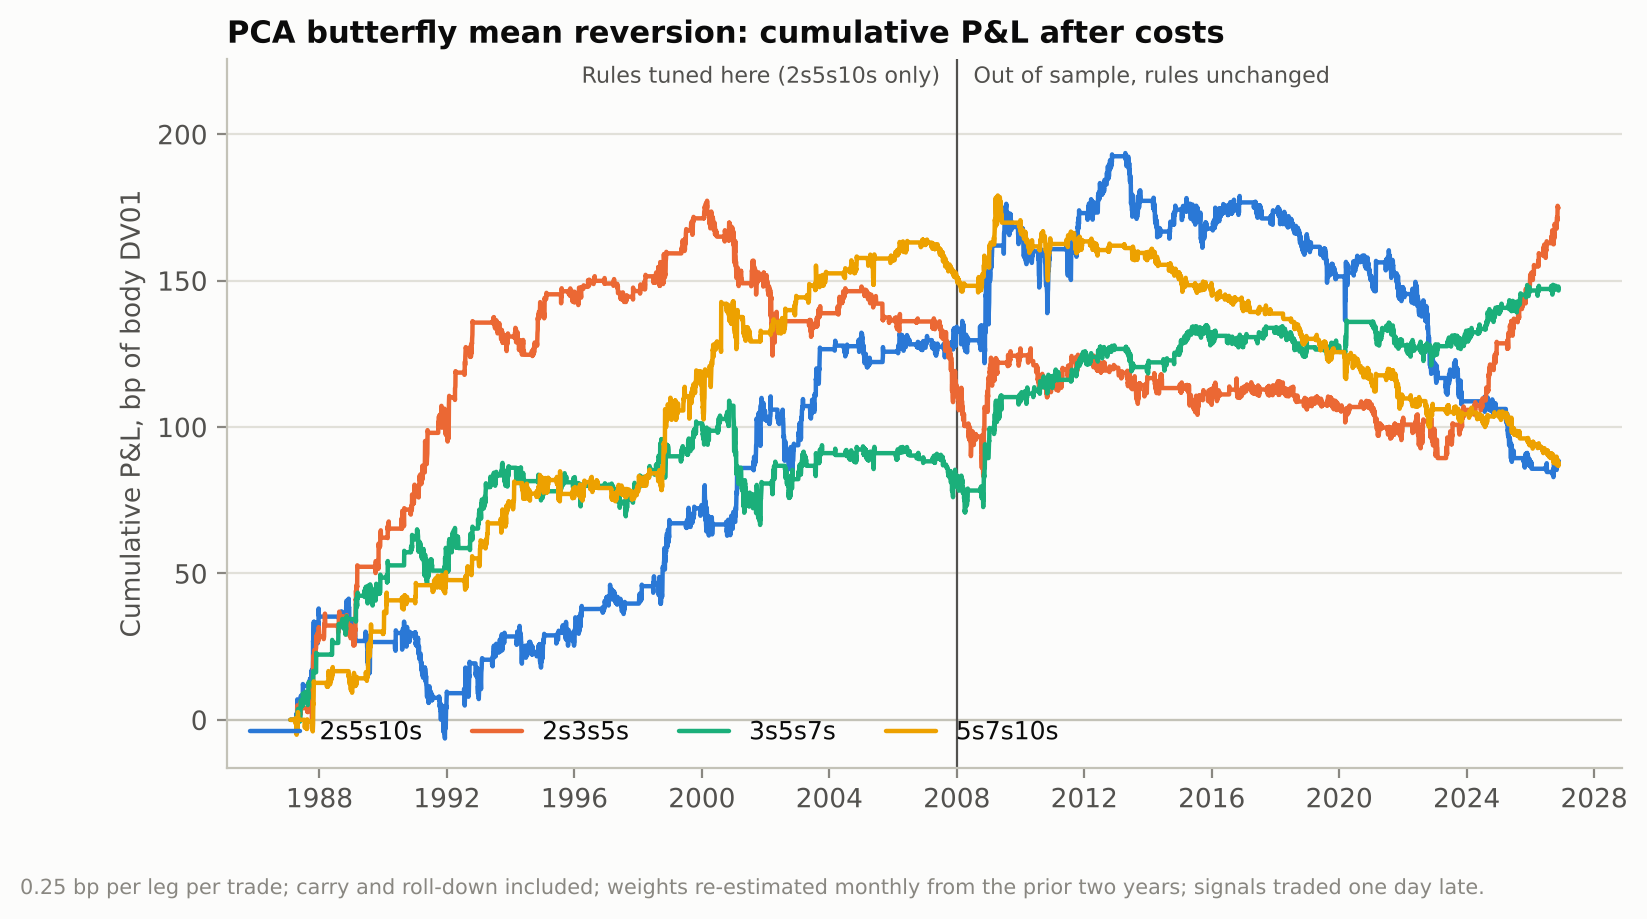 PCA butterfly mean reversion: cumulative P&L after costs
Rules tuned here (2s5s10s only)
Out of sample, rules unchanged
Cumulative P&L, bp of body DV01
200
150
100
50
0
2s5s10s
2s3s5s
3s5s7s
5s7s10s
1988
1992
1996
2000
2004
2008
2012
2016
2020
2024
2028
0.25 bp per leg per trade; carry and roll-down included; weights re-estimated monthly from the prior two years; signals traded one day late.